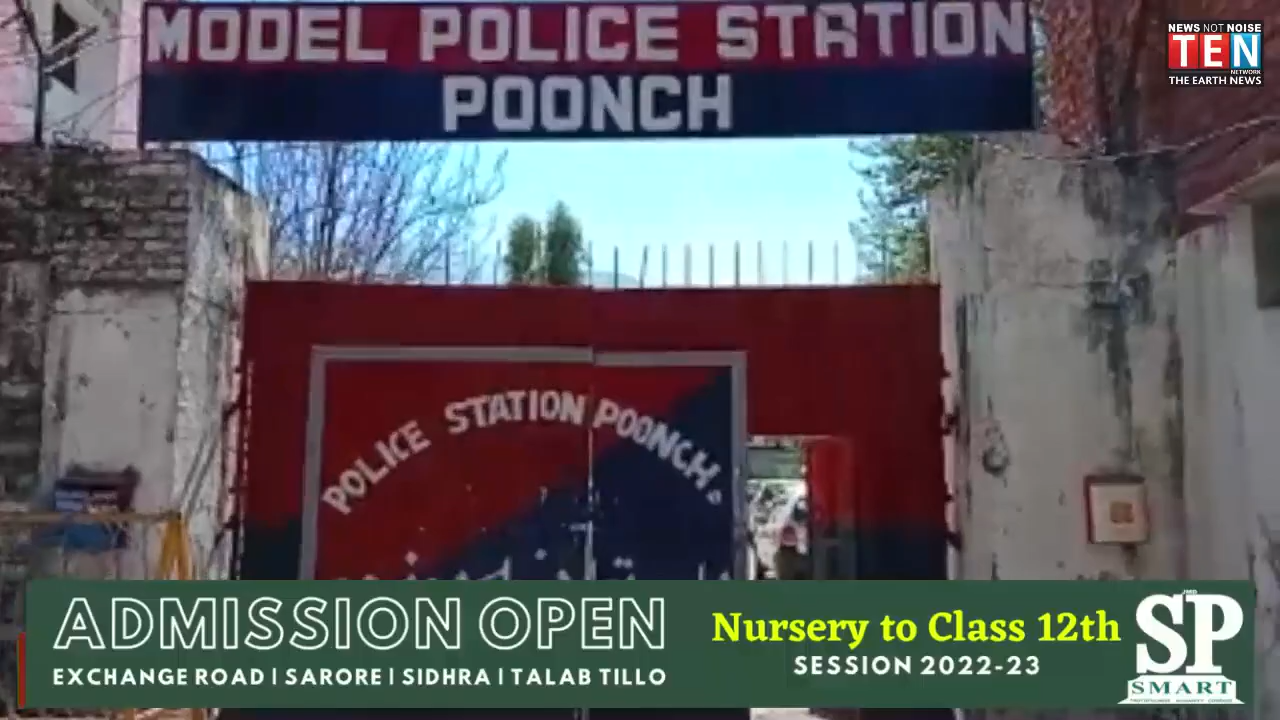 MODEL POLICE STATION
POONCH
NEWS NOT NOISE
TEN
NETWORK
THE EARTH NEWS
POLICE STATION POONCH.
ADMISSION OPEN
EXCHANGE ROAD | SARORE | SIDHRA | TALAB TILLO
Nursery to Class 12th
SESSION 2022-23
JMD
SP
SMART